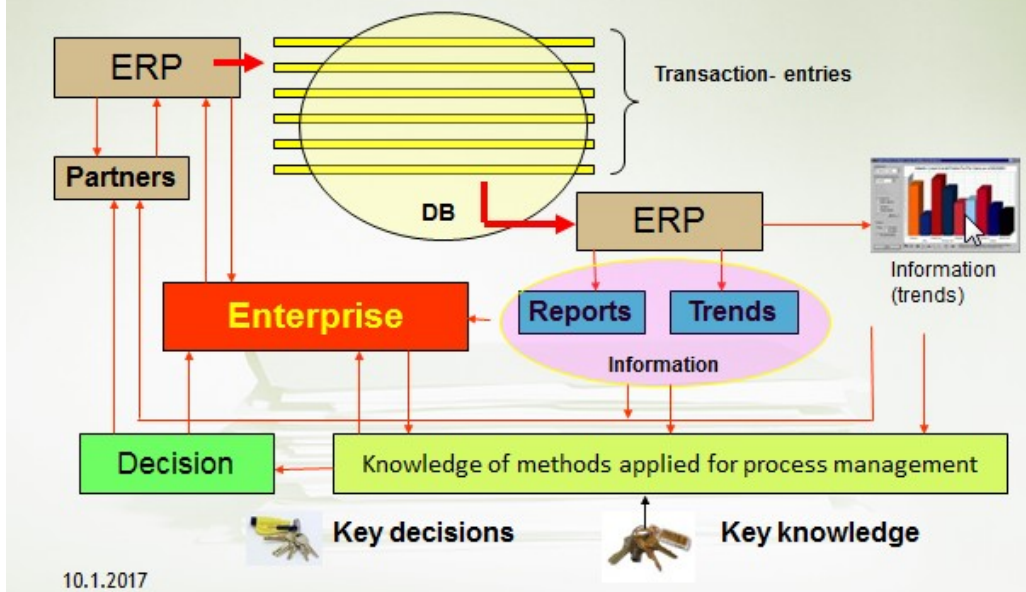 ERP
Transaction- entries
Partners
DB
ERP
Information
(trends)
Enterprise
Reports
Trends
Information
Decision
Knowledge of methods applied for process management
Key decisions
Key knowledge
10.1.2017